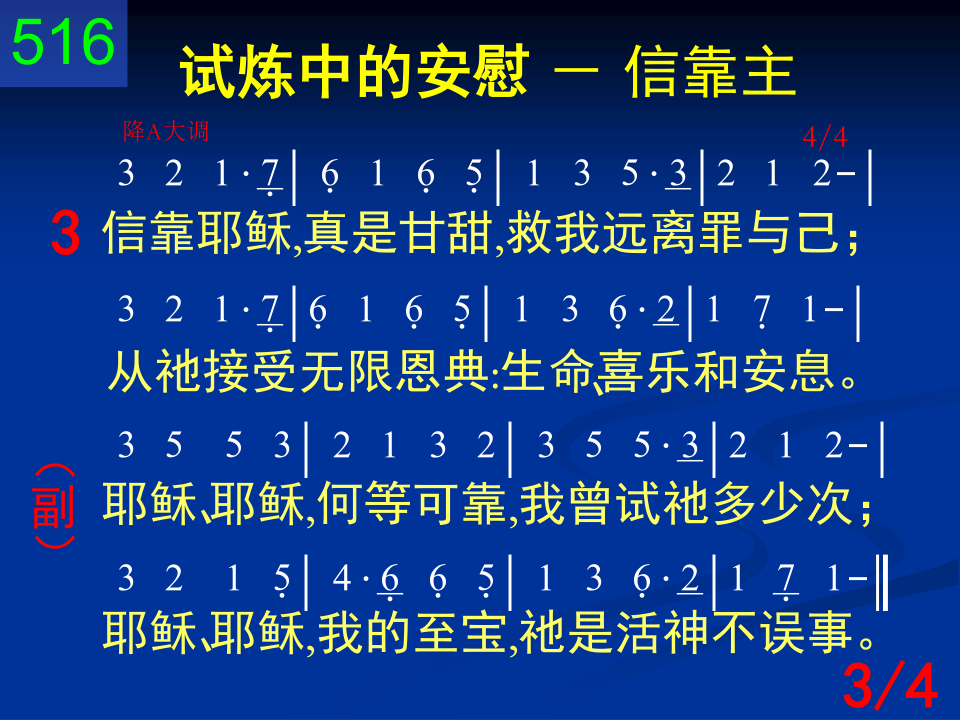 516
试炼中的安慰 － 信靠主
降A大调 4/4
3 2 1 · 7̣ | 6̣ 1 6̣ 5̣ | 1 3 5 · 3 | 2 1 2 - |
3 信靠耶稣,真是甘甜,救我远离罪与己；
3 2 1 · 7̣ | 6̣ 1 6̣ 5̣ | 1 3 6̣ · 2 | 1 7̣ 1 - |
从祂接受无限恩典:生命、喜乐和安息。
3 5 5 3 | 2 1 3 2 | 3 5 5 · 3 | 2 1 2 - |
（副） 耶稣、耶稣,何等可靠,我曾试祂多少次；
3 2 1 5̣ | 4 · 6̣ 6̣ 5̣ | 1 3 6̣ · 2 | 1 7̣ 1 - ‖
耶稣、耶稣,我的至宝,祂是活神不误事。
3/4